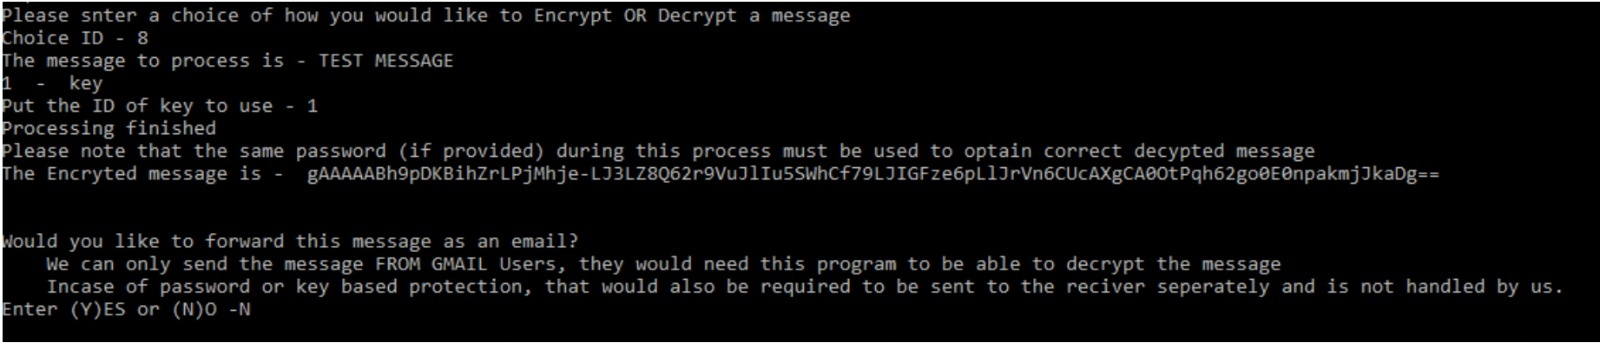 Please snter a choice of how you would like to Encrypt OR Decrypt a message
Choice ID - 8
The message to process is - TEST MESSAGE
1  -  key
Put the ID of key to use - 1
Processing finished
Please note that the same password (if provided) during this process must be used to optain correct decypted message
The Encryted message is -  gAAAAABh9pDKBihZrLPjMhje-LJ3LZ8Q62r9VuJlIu5SWhCf79LJIGFze6pLlJrVn6CUcAXgCA0OtPqh62go0E0npakmjJkaDg==
Would you like to forward this message as an email?
We can only send the message FROM GMAIL Users, they would need this program to be able to decrypt the message
Incase of password or key based protection, that would also be required to be sent to the reciver seperately and is not handled by us.
Enter (Y)ES or (N)O -N